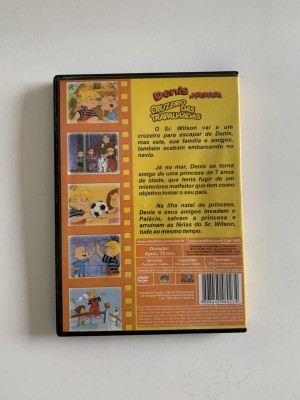 Denis
CRUZEIRO DAS
TRAPALHADAS
O Sr. Wilson vai a um
cruzeiro para escapar de Denis,
mas este, sua família e amigos,
também acabam embarcando no
navio.
Já no mar, Denis se torna
amigo de uma princesa de 7 anos
de idade, que tenta fugir de um
misterioso malfeitor que tem como
objetivo tomar o seu país.
Na ilha natal da princesa,
Denis e seus amigos invadem o
Palácio, salvam a princesa e
arruínam as férias do Sr. Wilson,
tudo ao mesmo tempo.
Duração:
DVD